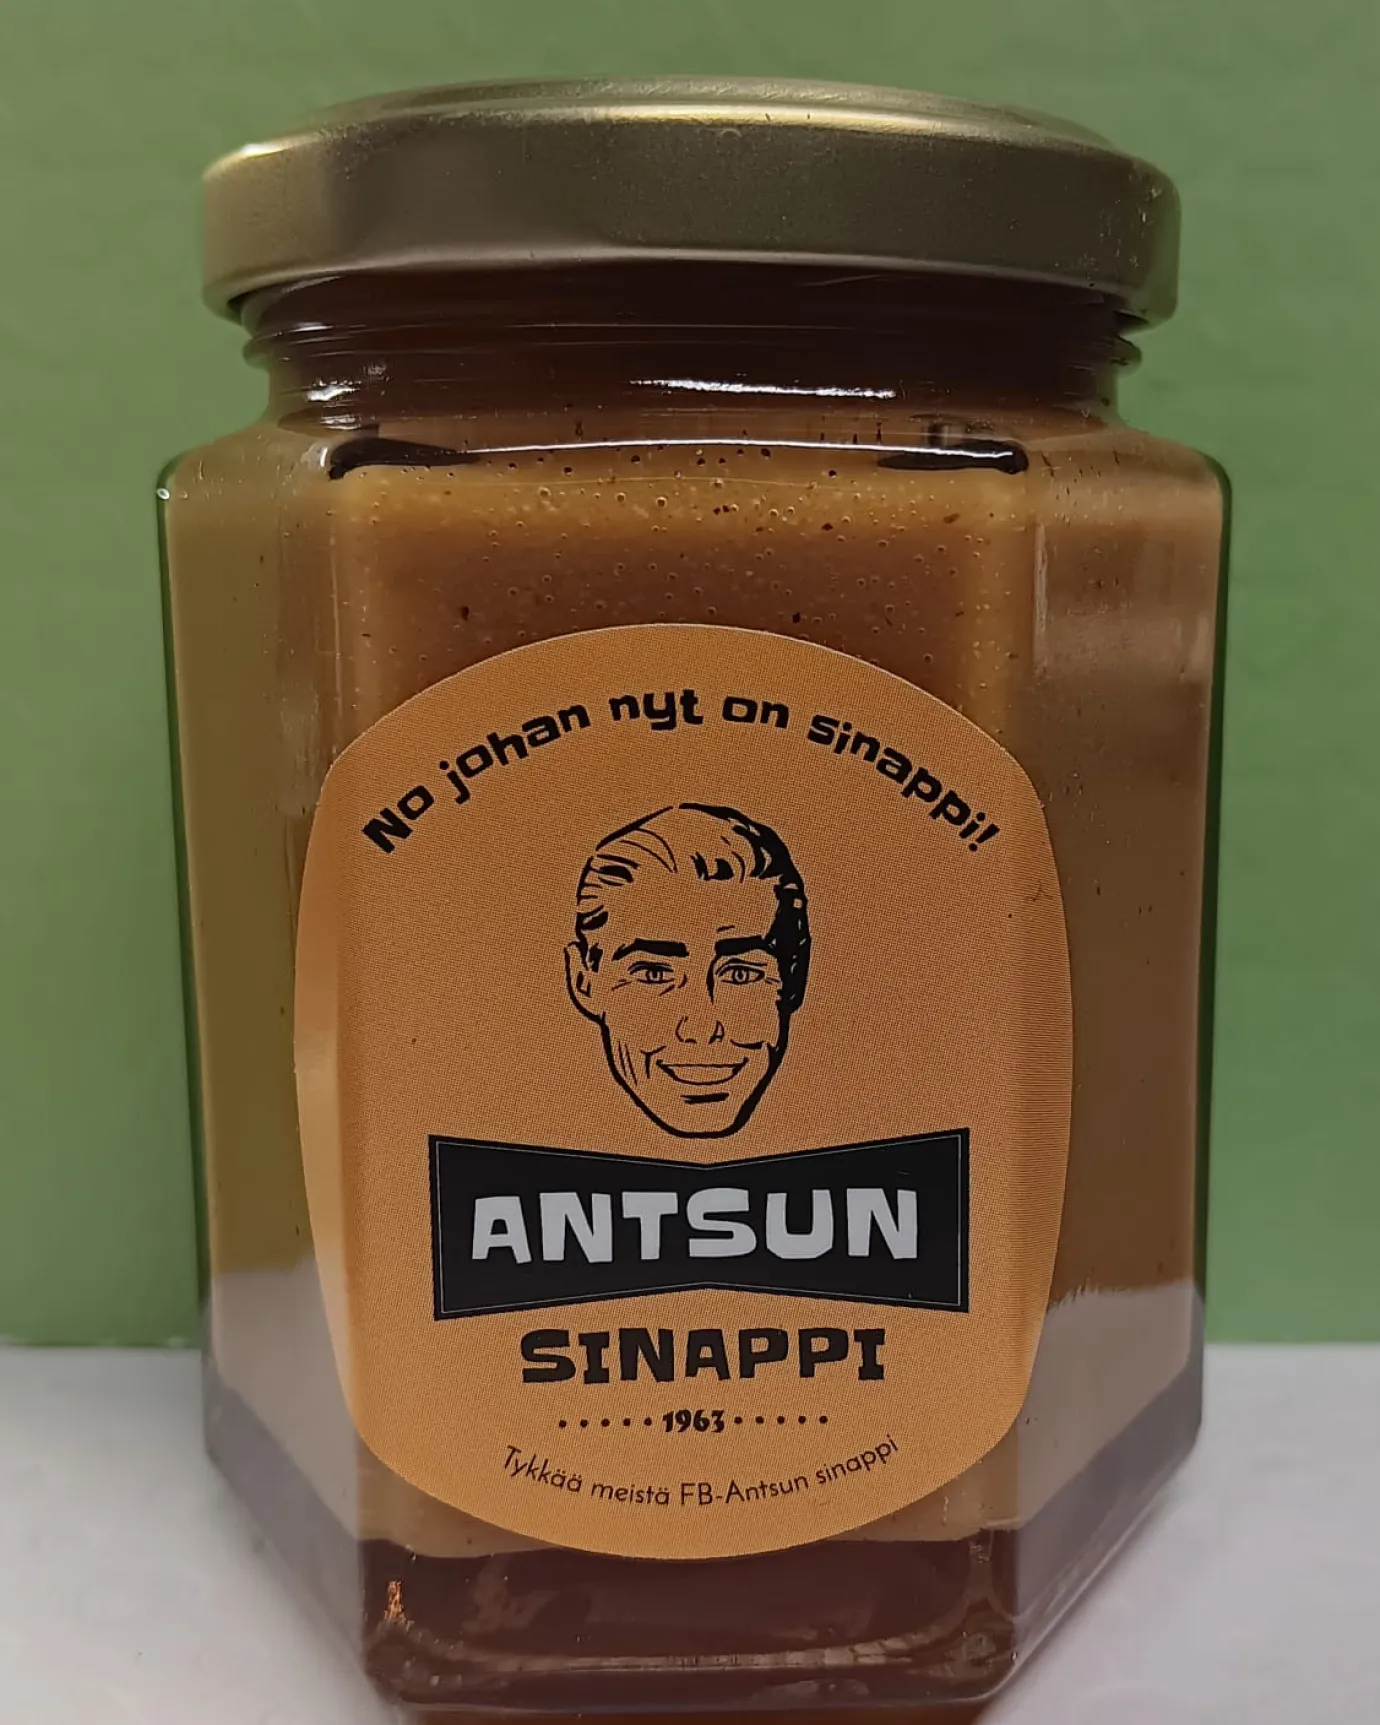 No johan nyt on sinappi!
ANTSUN
SINAPPI
•••••1963•••••
Tykkää meistä FB-Antsun sinappi